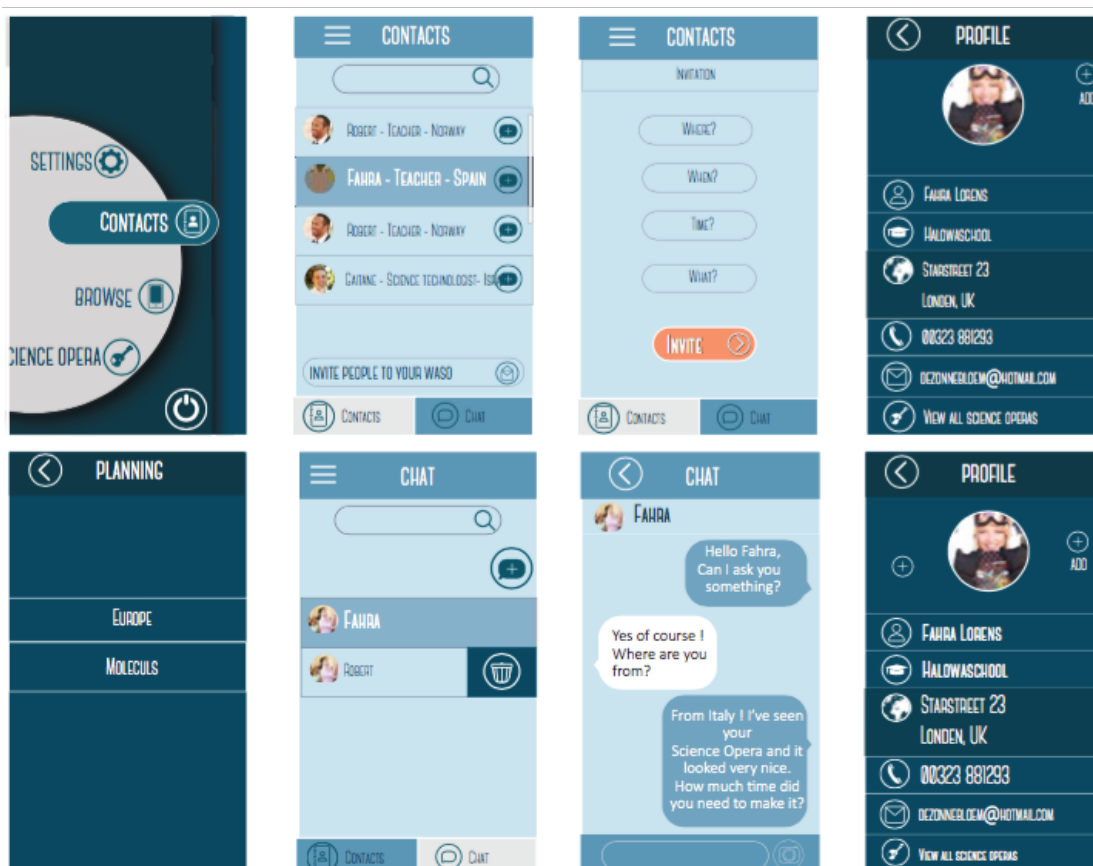 SETTINGS
CONTACTS
BROWSE
CIENCE OPERA
CONTACTS
ROBERT - TEACHER - NORWAY
FAHRA - TEACHER - SPAIN
ROBERT - TEACHER - NORWAY
GAITANE - SCIENCE TECHNOLOGIST- ISR
INVITE PEOPLE TO YOUR WASO
CONTACTS
CHAT
CONTACTS
INVITATION
WHERE?
WHEN?
TIME?
WHAT?
INVITE
CONTACTS
CHAT
PROFILE
ADD
FAHRA LORENS
HALOWASCHOOL
STARSTREET 23
LONDEN, UK
00323 881293
DEZONNEBLOEM@HOTMAIL.COM
VIEW ALL SCIENCE OPERAS
PLANNING
EUROPE
MOLECULS
CHAT
FAHRA
ROBERT
CONTACTS
CHAT
CHAT
FAHRA
Hello Fahra,
Can I ask you
something?
Yes of course !
Where are you
from?
From Italy ! I've seen
your
Science Opera and it
looked very nice.
How much time did
you need to make it?
PROFILE
ADD
FAHRA LORENS
HALOWASCHOOL
STARSTREET 23
LONDEN, UK
00323 881293
DEZONNEBLOEM@HOTMAIL.COM
VIEW ALL SCIENCE OPERAS